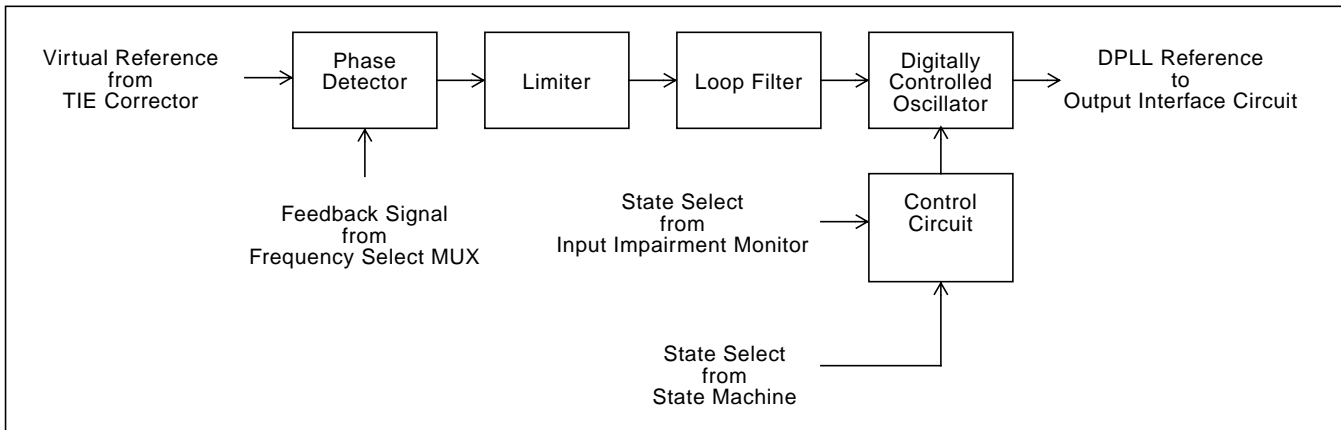 Virtual Reference
from
TIE Corrector
Phase
Detector
Limiter
Loop Filter
Digitally
Controlled
Oscillator
DPLL Reference
to
Output Interface Circuit
Feedback Signal
from
Frequency Select MUX
State Select
from
Input Impairment Monitor
Control
Circuit
State Select
from
State Machine